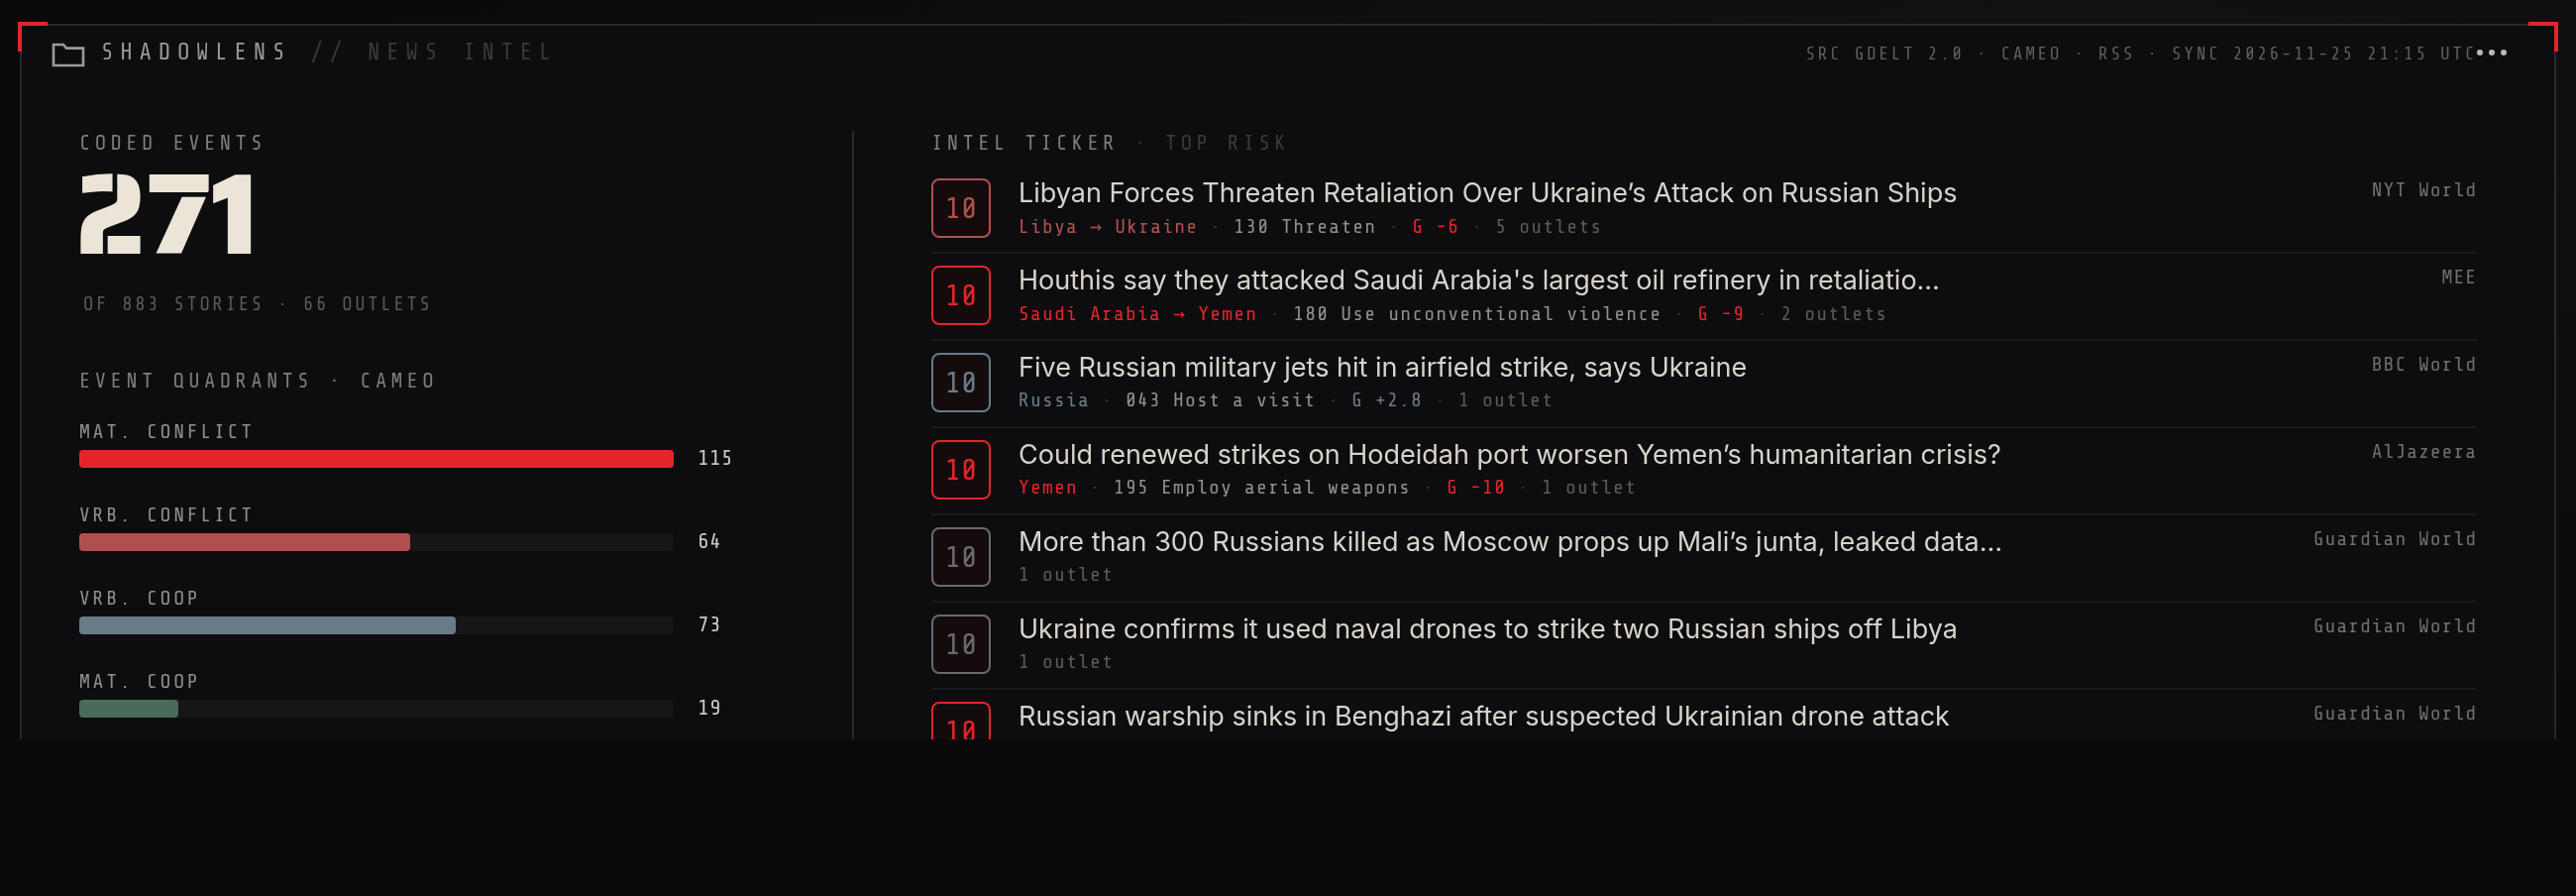 SHADOWLENS // NEWS INTEL
SRC GDELT 2.0 · CAMEO · RSS · SYNC 2026-11-25 21:15 UTC
CODED EVENTS
271
OF 883 STORIES · 66 OUTLETS
EVENT QUADRANTS · CAMEO
MAT. CONFLICT
115
VRB. CONFLICT
64
VRB. COOP
73
MAT. COOP
19
INTEL TICKER · TOP RISK
10 Libyan Forces Threaten Retaliation Over Ukraine’s Attack on Russian Ships NYT World
Libya → Ukraine · 130 Threaten · G -6 · 5 outlets
10 Houthis say they attacked Saudi Arabia's largest oil refinery in retaliatio... MEE
Saudi Arabia → Yemen · 180 Use unconventional violence · G -9 · 2 outlets
10 Five Russian military jets hit in airfield strike, says Ukraine BBC World
Russia · 043 Host a visit · G +2.8 · 1 outlet
10 Could renewed strikes on Hodeidah port worsen Yemen’s humanitarian crisis? AlJazeera
Yemen · 195 Employ aerial weapons · G -10 · 1 outlet
10 More than 300 Russians killed as Moscow props up Mali’s junta, leaked data... Guardian World
1 outlet
10 Ukraine confirms it used naval drones to strike two Russian ships off Libya Guardian World
1 outlet
10 Russian warship sinks in Benghazi after suspected Ukrainian drone attack Guardian World